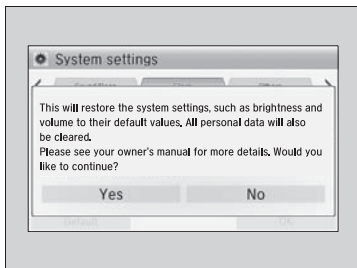 System settings
This will restore the system settings, such as brightness and
volume to their default values. All personal data will also
be cleared.
Please see your owner's manual for more details. Would you
like to continue?
Yes No
Default OK